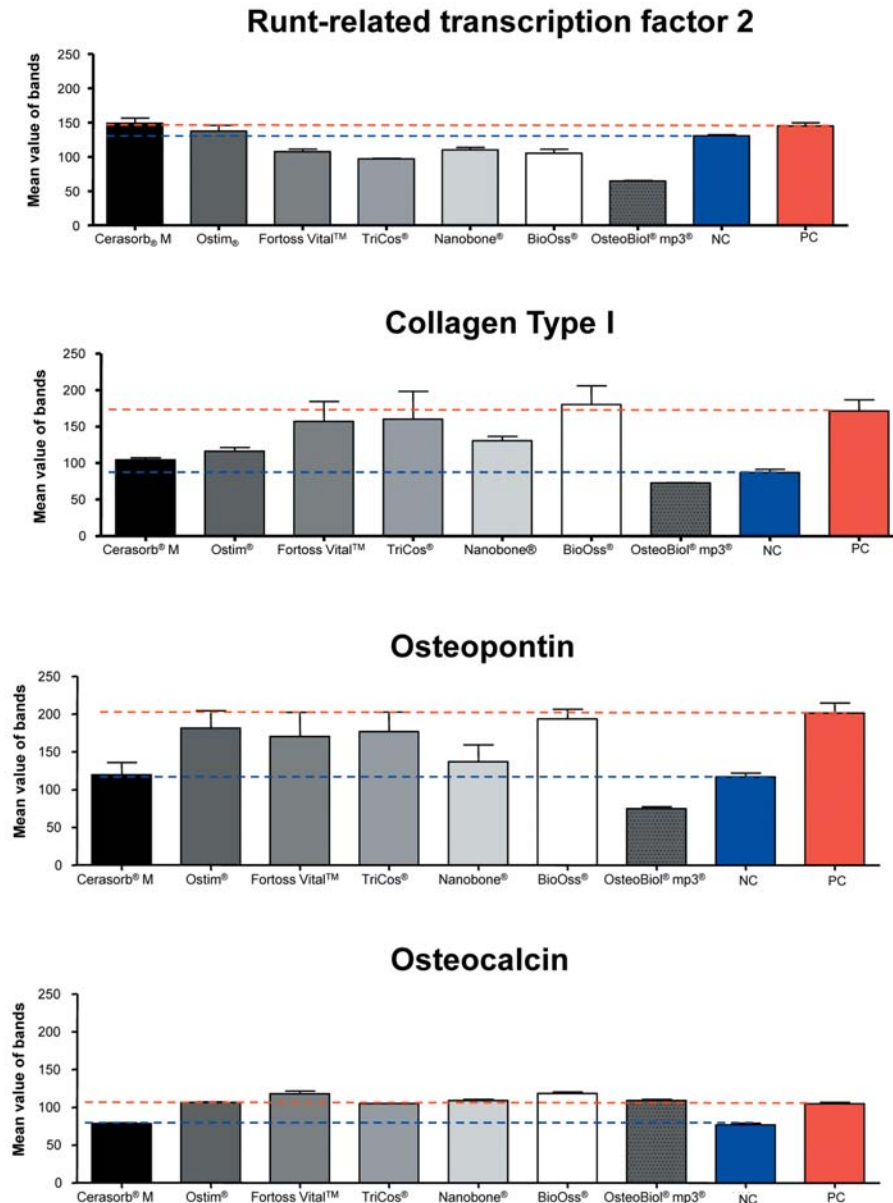 Runt-related transcription factor 2
Mean value of bands
250
200
150
100
50
0
Cerasorb® M Ostim® Fortoss Vital™ TriCos® Nanobone® BioOss® OsteoBiol® mp3® NC PC
Collagen Type I
Mean value of bands
250
200
150
100
50
0
Cerasorb® M Ostim® Fortoss Vital™ TriCos® Nanobone® BioOss® OsteoBiol® mp3® NC PC
Osteopontin
Mean value of bands
250
200
150
100
50
0
Cerasorb® M Ostim® Fortoss Vital™ TriCos® Nanobone® BioOss® OsteoBiol® mp3® NC PC
Osteocalcin
Mean value of bands
250
200
150
100
50
0
Cerasorb® M Ostim® Fortoss Vital™ TriCos® Nanobone® BioOss® OsteoBiol® mp3® NC PC